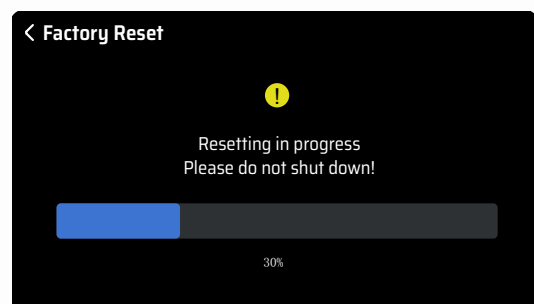 Factory Reset
Resetting in progress
Please do not shut down!
30%